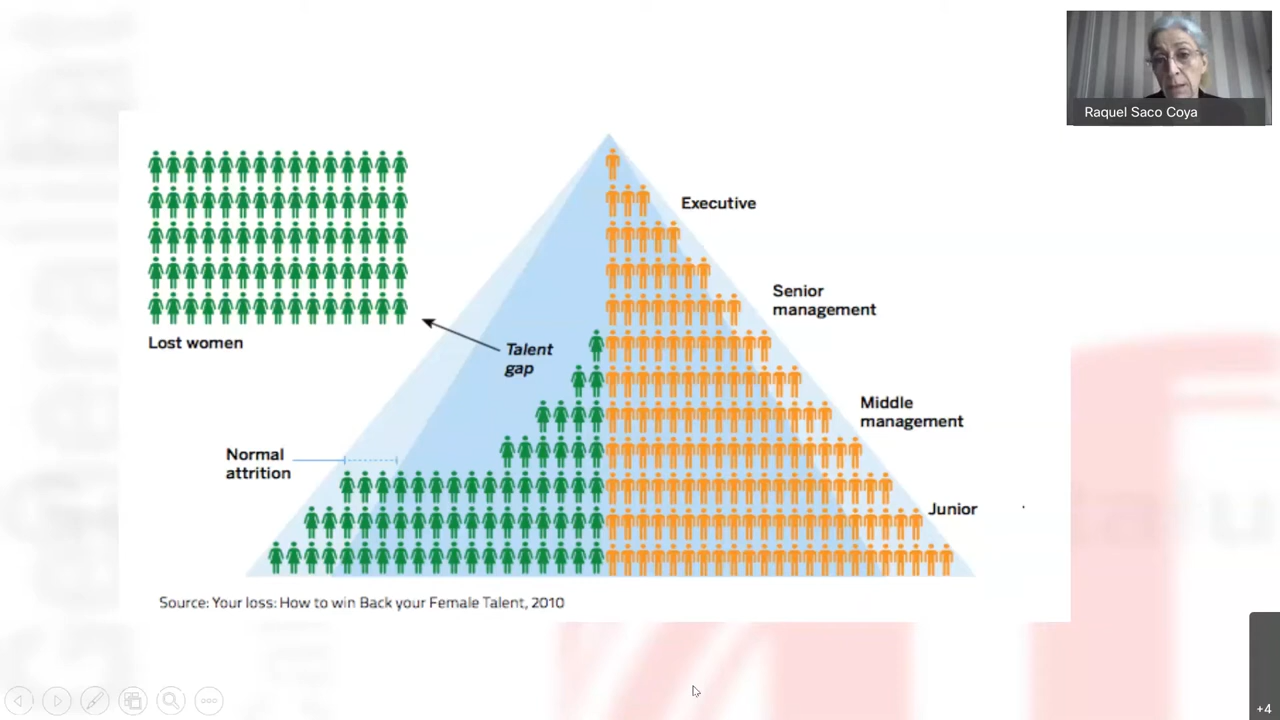 Raquel Saco Coya
Executive
Senior
management
Lost women
Talent
gap
Middle
management
Normal
attrition
Junior
Source: Your loss: How to win Back your Female Talent, 2010
+4